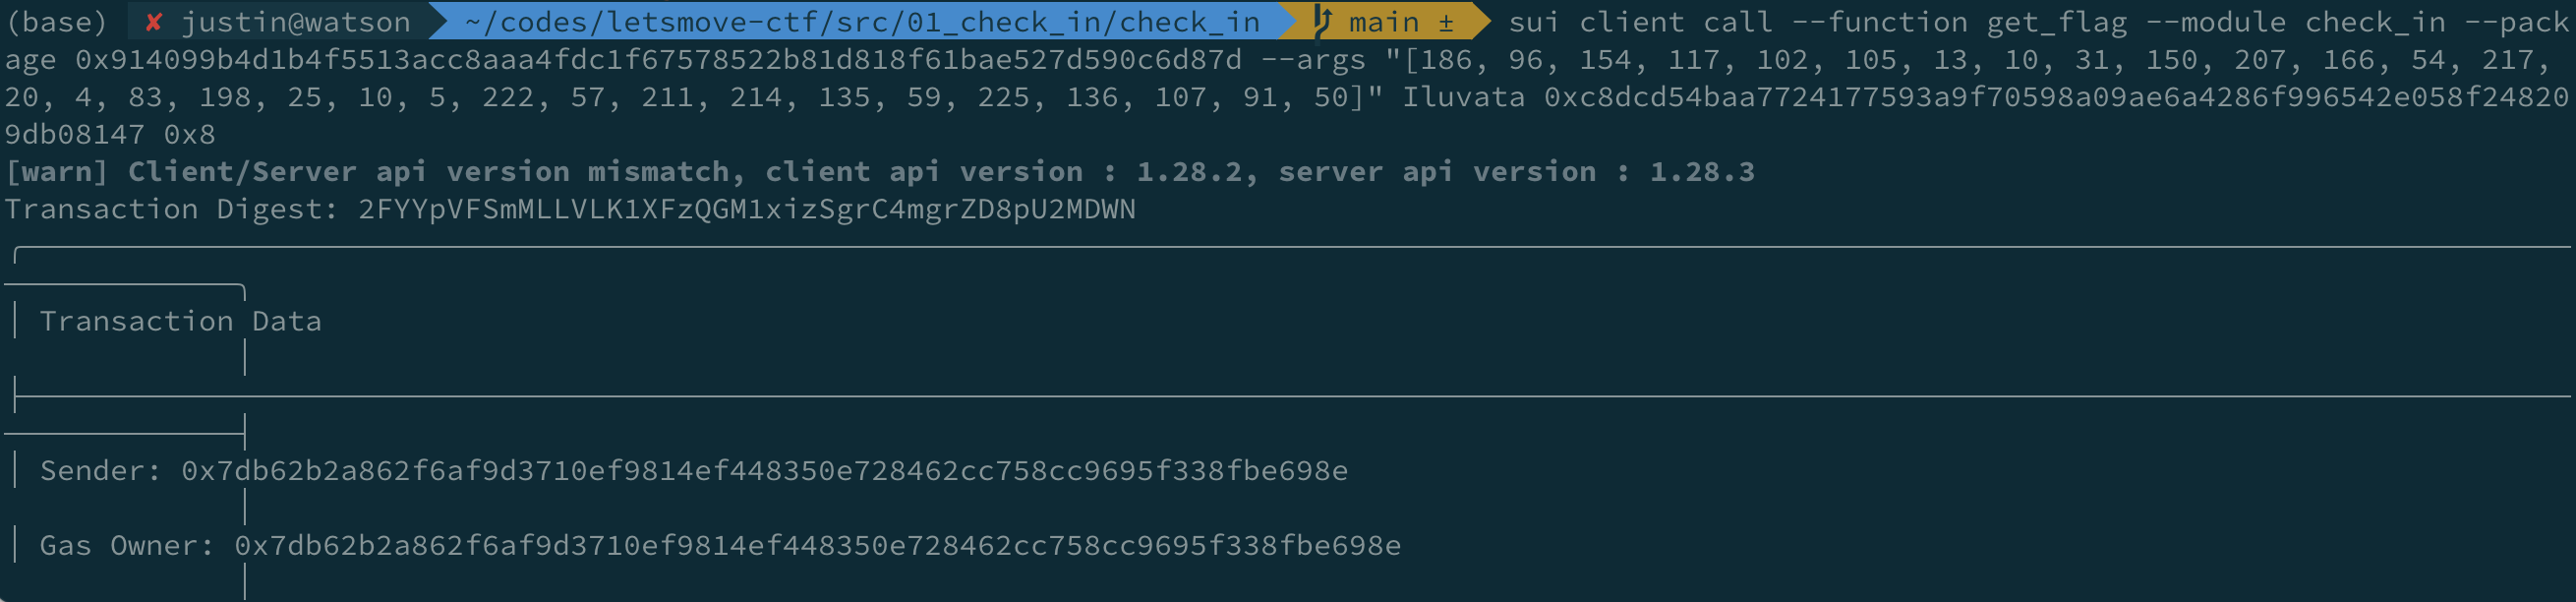 (base) ✘ justin@watson ~/codes/letsmove-ctf/src/01_check_in/check_in main ± sui client call --function get_flag --module check_in --pack
age 0x914099b4d1b4f5513acc8aaa4fdc1f67578522b81d818f61bae527d590c6d87d --args "[186, 96, 154, 117, 102, 105, 13, 10, 31, 150, 207, 166, 54, 217,
20, 4, 83, 198, 25, 10, 5, 222, 57, 211, 214, 135, 59, 225, 136, 107, 91, 50]" Iluvata 0xc8dcd54baa7724177593a9f70598a09ae6a4286f996542e058f24820
9db08147 0x8
[warn] Client/Server api version mismatch, client api version : 1.28.2, server api version : 1.28.3
Transaction Digest: 2FYYpVFSmMLLVLK1XFzQGM1xizSgrC4mgrZD8pU2MDWN
Transaction Data
Sender: 0x7db62b2a862f6af9d3710ef9814ef448350e728462cc758cc9695f338fbe698e
Gas Owner: 0x7db62b2a862f6af9d3710ef9814ef448350e728462cc758cc9695f338fbe698e